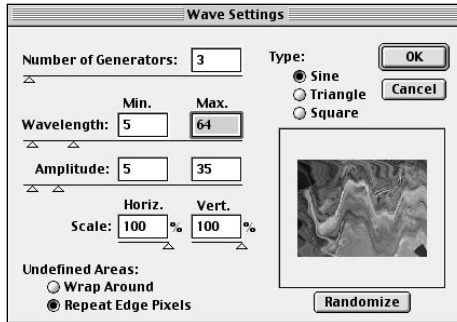 Wave Settings
Number of Generators: 3
Min. Max.
Wavelength: 5 64
Amplitude: 5 35
Horiz. Vert.
Scale: 100 % 100 %
Undefined Areas:
Wrap Around
Repeat Edge Pixels
Type:
Sine
Triangle
Square
OK
Cancel
Randomize